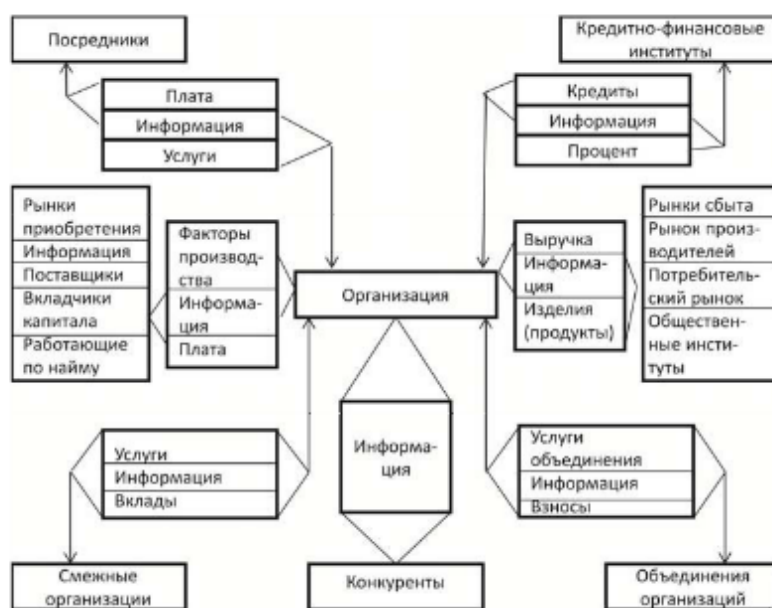 Посредники
Кредитно-финансовые
институты
Плата
Информация
Услуги
Кредиты
Информация
Процент
Рынки
приобретения
Информация
Поставщики
Вкладчики
капитала
Работающие
по найму
Факторы
производ-
ства
Информа-
ция
Плата
Организация
Выручка
Информа-
ция
Изделия
(продукты)
Рынки сбыта
Рынок произ-
водителей
Потребитель-
ский рынок
Обществен-
ные инсти-
туты
Услуги
Информация
Вклады
Информа-
ция
Услуги
объединения
Информация
Взносы
Смежные
организации
Конкуренты
Объединения
организаций